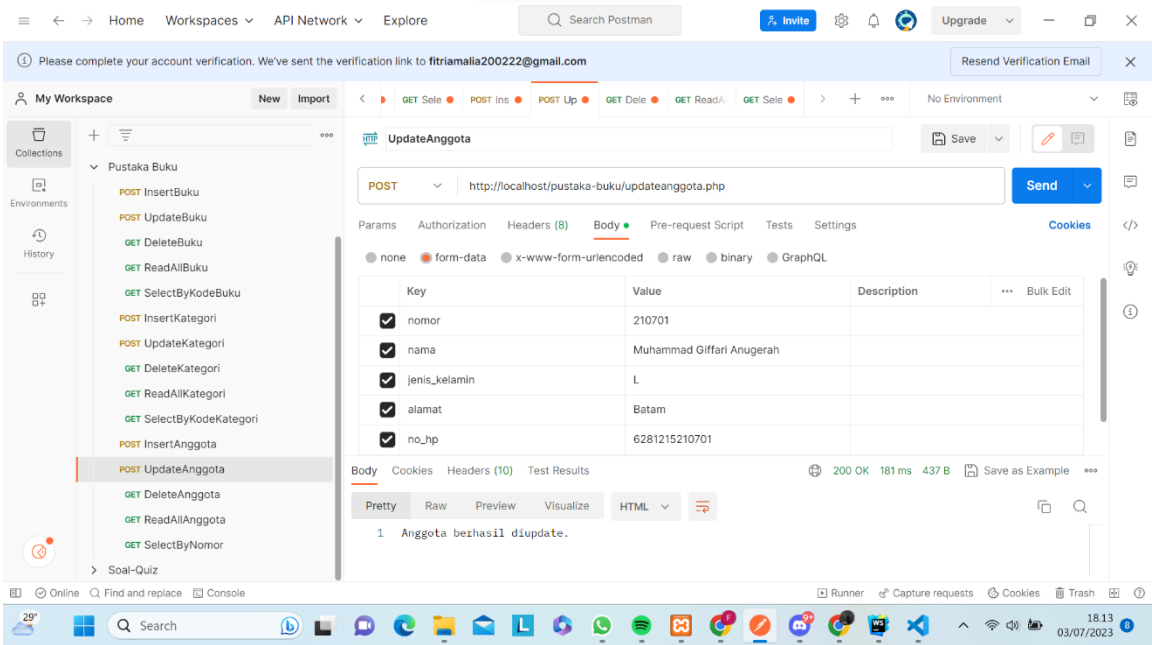 Home Workspaces API Network Explore Search Postman Invite Upgrade
Please complete your account verification. We've sent the verification link to fitriamalia200222@gmail.com Resend Verification Email
My Workspace New Import GET Sele POST Ins POST Up GET Dele GET ReadA GET Sele No Environment
Collections
Environments
History
Pustaka Buku
POST InsertBuku
POST UpdateBuku
GET DeleteBuku
GET ReadAllBuku
GET SelectByKodeBuku
POST InsertKategori
POST UpdateKategori
GET DeleteKategori
GET ReadAllKategori
GET SelectByKodeKategori
POST InsertAnggota
POST UpdateAnggota
GET DeleteAnggota
GET ReadAllAnggota
GET SelectByNomor
Soal-Quiz
HTTP UpdateAnggota Save
POST http://localhost/pustaka-buku/updateanggota.php Send
Params Authorization Headers (8) Body Pre-request Script Tests Settings Cookies
none form-data x-www-form-urlencoded raw binary GraphQL
Key Value Description Bulk Edit
nomor 210701
nama Muhammad Giffari Anugerah
jenis_kelamin L
alamat Batam
no_hp 6281215210701
Body Cookies Headers (10) Test Results 200 OK 181 ms 437 B Save as Example
Pretty Raw Preview Visualize HTML
1 Anggota berhasil diupdate.
Online Find and replace Console Runner Capture requests Cookies Trash
29° Search 18.13
03/07/2023 8